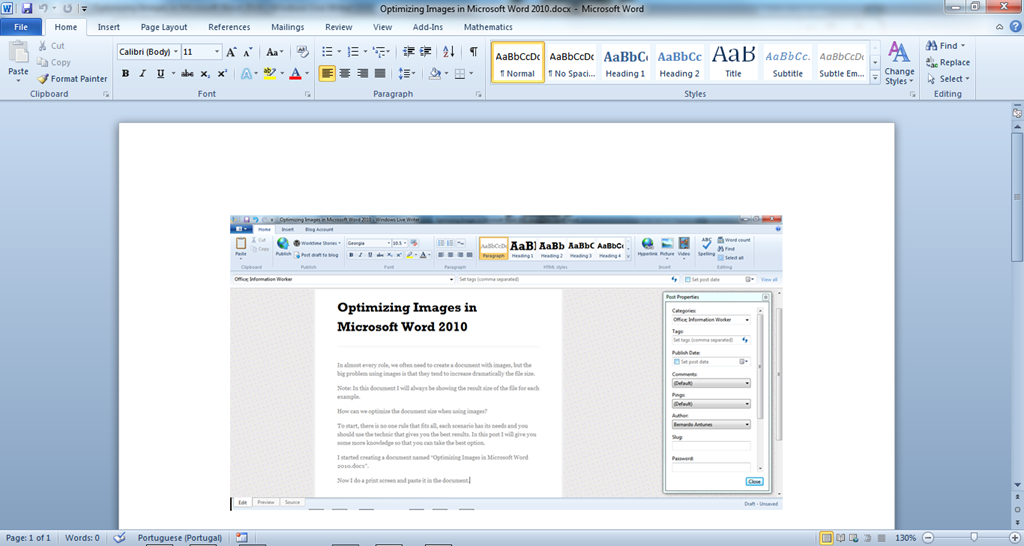 Optimizing Images in Microsoft Word 2010.docx - Microsoft Word
File Home Insert Page Layout References Mailings Review View Add-Ins Mathematics
Paste Cut Copy Format Painter Calibri (Body) 11 AaBbCcDc AaBbCcDc AaBbC AaBbCc AaB AaBbCc. AaBbCcDc Change Styles Find Replace Select
¶ Normal ¶ No Spaci... Heading 1 Heading 2 Title Subtitle Subtle Em...
Clipboard Font Paragraph Styles Editing
Optimizing Images in Microsoft Word 2010 - Windows Live Writer
Home Insert Blog Account
Paste Cut Copy Publish Worktime Stories Post draft to blog Georgia 10.5 AaBbCcDc AaB AaBb AaBbC AaBbCc Hyperlink Picture Video Spelling Word count Find Select all
Paragraph Heading 1 Heading 2 Heading 3 Heading 4
Clipboard Publish Font HTML styles Insert Editing
Office; Information Worker Set tags (comma separated) Set post date View all
Optimizing Images in
Microsoft Word 2010
In almost every role, we often need to create a document with images, but the
big problem using images is that they tend to increase dramatically the file size.
Note: In this document I will always be showing the result size of the file for each
example.
How can we optimize the document size when using images?
To start, there is no one rule that fits all, each scenario has its needs and you
should use the technic that gives you the best results. In this post I will give you
some more knowledge so that you can take the best option.
I started creating a document named "Optimizing Images in Microsoft Word
2010.docx".
Now I do a print screen and paste it in the document.
Post Properties
Categories:
Office; Information Worker
Tags:
Set tags (comma separated)
Publish Date:
Set post date
Comments:
(Default)
Pings:
(Default)
Author:
Bernardo Antunes
Slug:
Password:
Close
Edit Preview Source Draft - Unsaved
Page: 1 of 1 Words: 0 Portuguese (Portugal) 130%